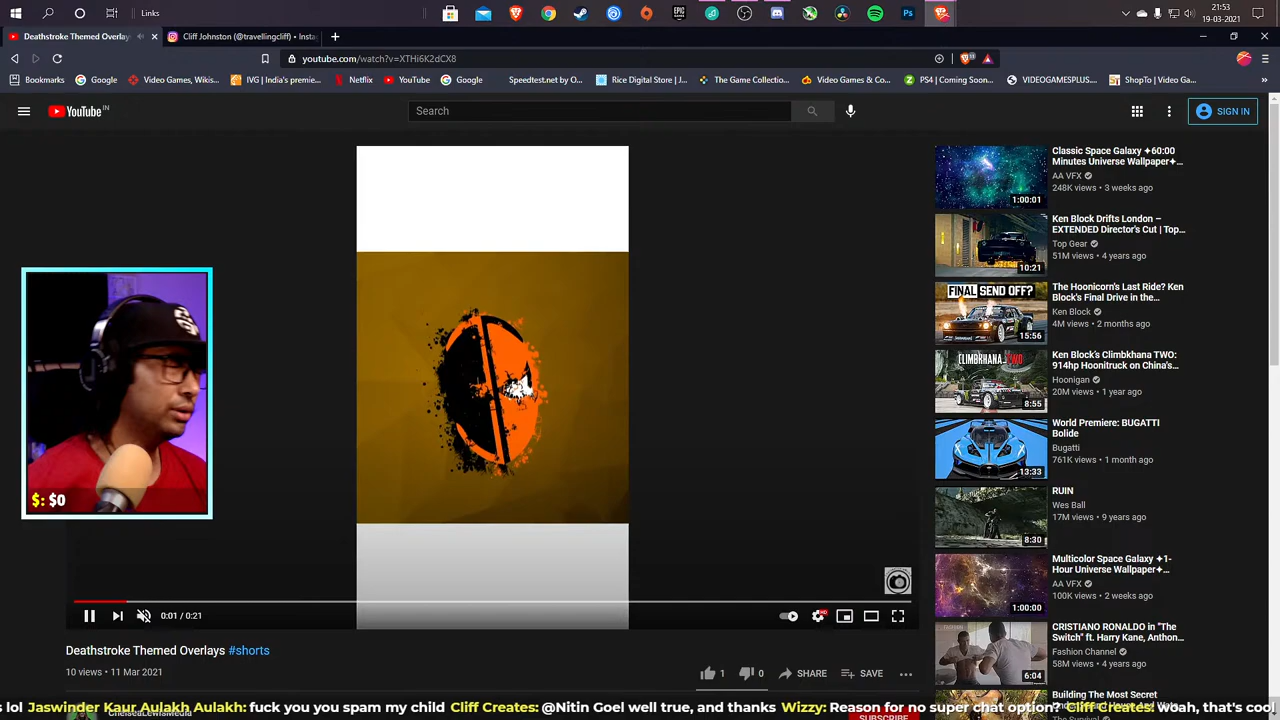 21:53
19-03-2021
Deathstroke Themed Overlay
Cliff Johnston (@travellingcliff) • Insta
youtube.com/watch?v=XTHi6K2dCX8
Bookmarks
Google
Video Games, Wikis...
IVG | India's premie...
Netflix
YouTube
Google
Speedtest.net by O...
Rice Digital Store | J...
The Game Collectio...
Video Games & Co...
PS4 | Coming Soon...
VIDEOGAMESPLUS...
ShopTo | Video Ga...
YouTube IN
Search
SIGN IN
Classic Space Galaxy ✦60:00
Minutes Universe Wallpaper✦...
AA VFX
248K views • 3 weeks ago
1:00:01
Ken Block Drifts London –
EXTENDED Director's Cut | Top...
Top Gear
51M views • 4 years ago
10:21
FINAL SEND OFF?
The Hoonicorn's Last Ride? Ken
Block's Final Drive in the...
Ken Block
4M views • 2 months ago
15:56
CLIMBKHANA TWO
Ken Block's Climbkhana TWO:
914hp Hoonitruck on China's...
Hoonigan
20M views • 1 year ago
8:53
World Premiere: BUGATTI
Bolide
Bugatti
761K views • 1 month ago
13:33
RUIN
Wes Ball
17M views • 9 years ago
8:30
Multicolor Space Galaxy ✦1-
Hour Universe Wallpaper✦...
AA VFX
100K views • 2 weeks ago
1:00:00
CRISTIANO RONALDO in "The
Switch" ft. Harry Kane, Anthon...
Fashion Channel
58M views • 4 years ago
6:04
Building The Most Secret
$: $0
0:01 / 0:21
HD
Deathstroke Themed Overlays #shorts
10 views • 11 Mar 2021
1
0
SHARE
SAVE
s lol Jaswinder Kaur Aulakh Aulakh: fuck you you spam my child Cliff Creates: @Nitin Goel well true, and thanks Wizzy: Reason for no super chat option? Cliff Creates: Woah, that's cool
ChelseaLewisMedia
SUBSCRIBE